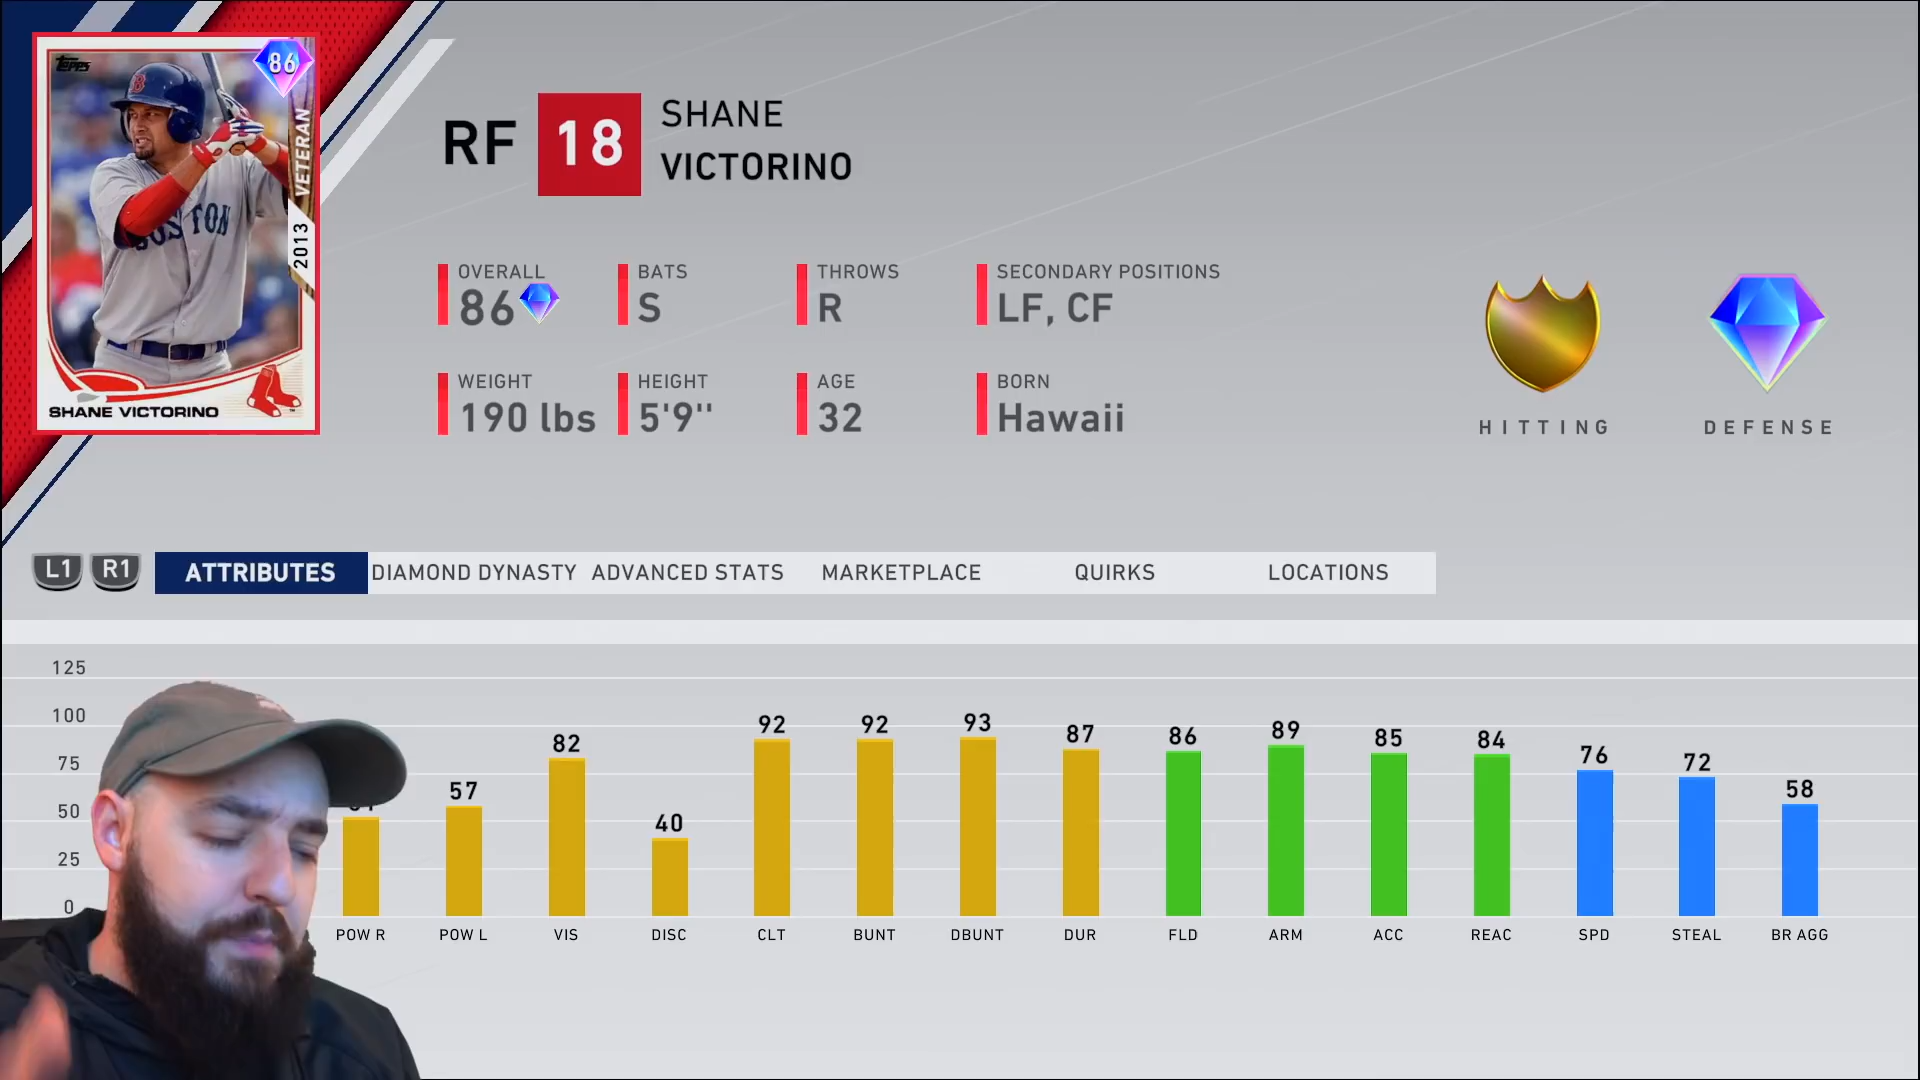 Topps
86
VETERAN
2013
BOSTON
SHANE VICTORINO
RF
18
SHANE
VICTORINO
OVERALL
86
BATS
S
THROWS
R
SECONDARY POSITIONS
LF, CF
WEIGHT
190 lbs
HEIGHT
5'9''
AGE
32
BORN
Hawaii
HITTING
DEFENSE
L1
R1
ATTRIBUTES
DIAMOND DYNASTY
ADVANCED STATS
MARKETPLACE
QUIRKS
LOCATIONS
125
100
75
50
25
0
57
82
40
92
92
93
87
86
89
85
84
76
72
58
POW R
POW L
VIS
DISC
CLT
BUNT
DBUNT
DUR
FLD
ARM
ACC
REAC
SPD
STEAL
BR AGG